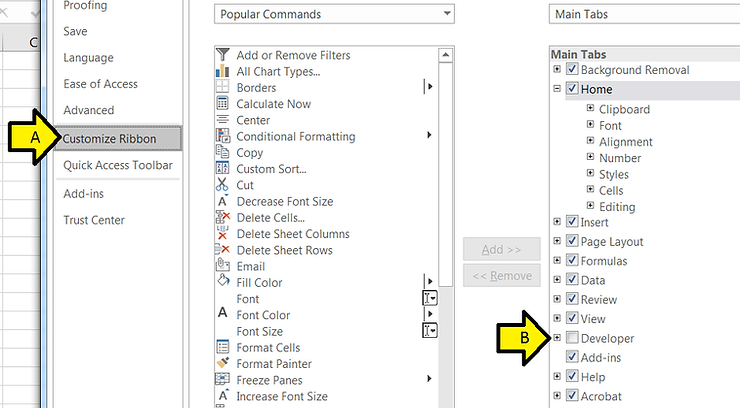 C
Proofing
Save
Language
Ease of Access
Advanced
A
Customize Ribbon
Quick Access Toolbar
Add-ins
Trust Center
Popular Commands
Add or Remove Filters
All Chart Types...
Borders
Calculate Now
Center
Conditional Formatting
Copy
Custom Sort...
Cut
Decrease Font Size
Delete Cells...
Delete Sheet Columns
Delete Sheet Rows
Email
Fill Color
Font
Font Color
Font Size
Format Cells
Format Painter
Freeze Panes
Increase Font Size
Add >>
<< Remove
Main Tabs
Main Tabs
Background Removal
Home
Clipboard
Font
Alignment
Number
Styles
Cells
Editing
Insert
Page Layout
Formulas
Data
Review
View
B
Developer
Add-ins
Help
Acrobat